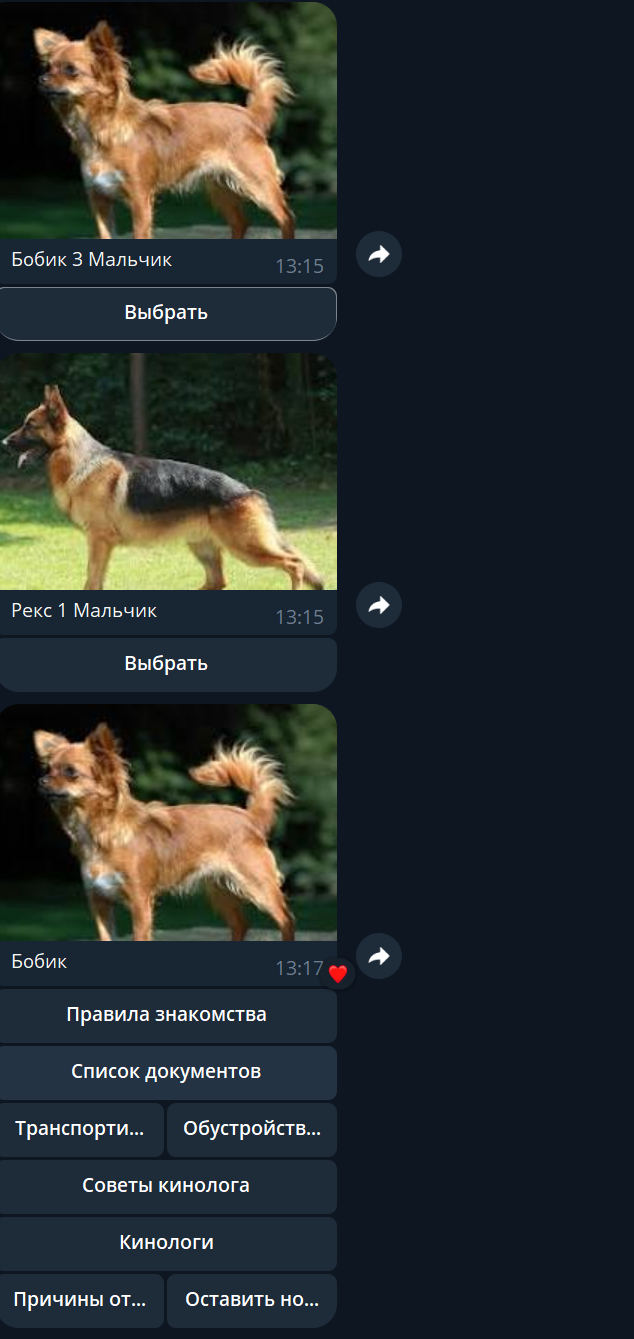 Бобик 3 Мальчик
13:15
Выбрать
Рекс 1 Мальчик
13:15
Выбрать
Бобик
13:17
Правила знакомства
Список документов
Транспорти... Обустройств...
Советы кинолога
Кинологи
Причины от... Оставить но...